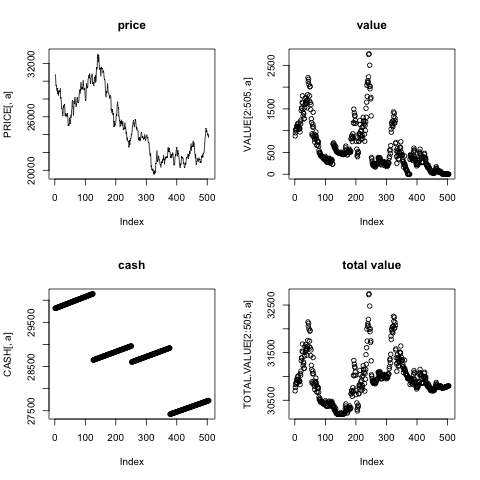 price
PRICE[, a]
20000 26000 32000
0 100 200 300 400 500
Index
value
VALUE[2:505, a]
0 500 1500 2500
0 100 200 300 400 500
Index
cash
CASH[, a]
27500 28500 29500
0 100 200 300 400 500
Index
total value
TOTAL.VALUE[2:505, a]
30500 31500 32500
0 100 200 300 400 500
Index